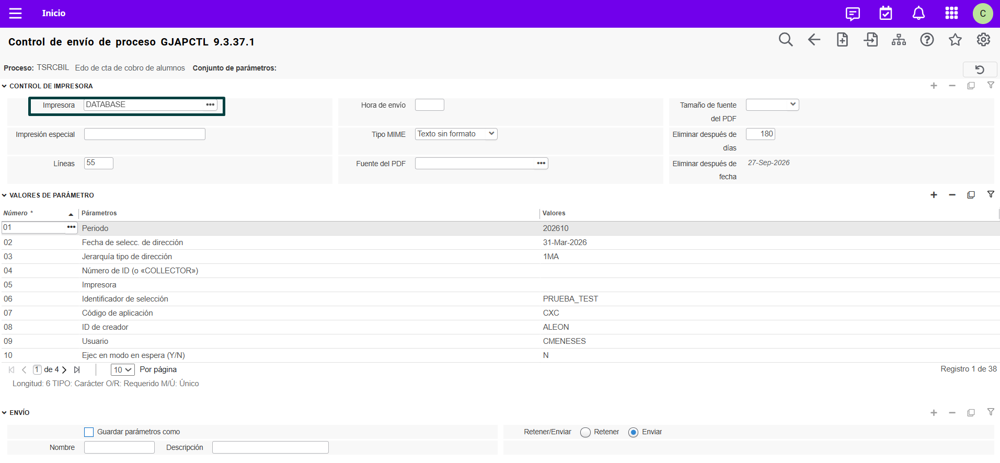 Inicio
C
Control de envío de proceso GJAPCTL 9.3.37.1
Proceso: TSRCBIL Edo de cta de cobro de alumnos Conjunto de parámetros:
CONTROL DE IMPRESORA
Impresora DATABASE
Hora de envío
Tamaño de fuente del PDF
Impresión especial
Tipo MIME Texto sin formato
Eliminar después de días 180
Líneas 55
Fuente del PDF
Eliminar después de fecha 27-Sep-2026
VALORES DE PARÁMETRO
Número * Párametros Valores
01 Periodo 202610
02 Fecha de selecc. de dirección 31-Mar-2026
03 Jerarquía tipo de dirección 1MA
04 Número de ID (o «COLLECTOR»)
05 Impresora
06 Identificador de selección PRUEBA_TEST
07 Código de aplicación CXC
08 ID de creador ALEON
09 Usuario CMENESES
10 Ejec en modo en espera (Y/N) N
1 de 4 10 Por página Registro 1 de 38
Longitud: 6 TIPO: Carácter O/R: Requerido M/Ú: Único
ENVÍO
Guardar parámetros como Retener/Enviar Retener Enviar
Nombre Descripción